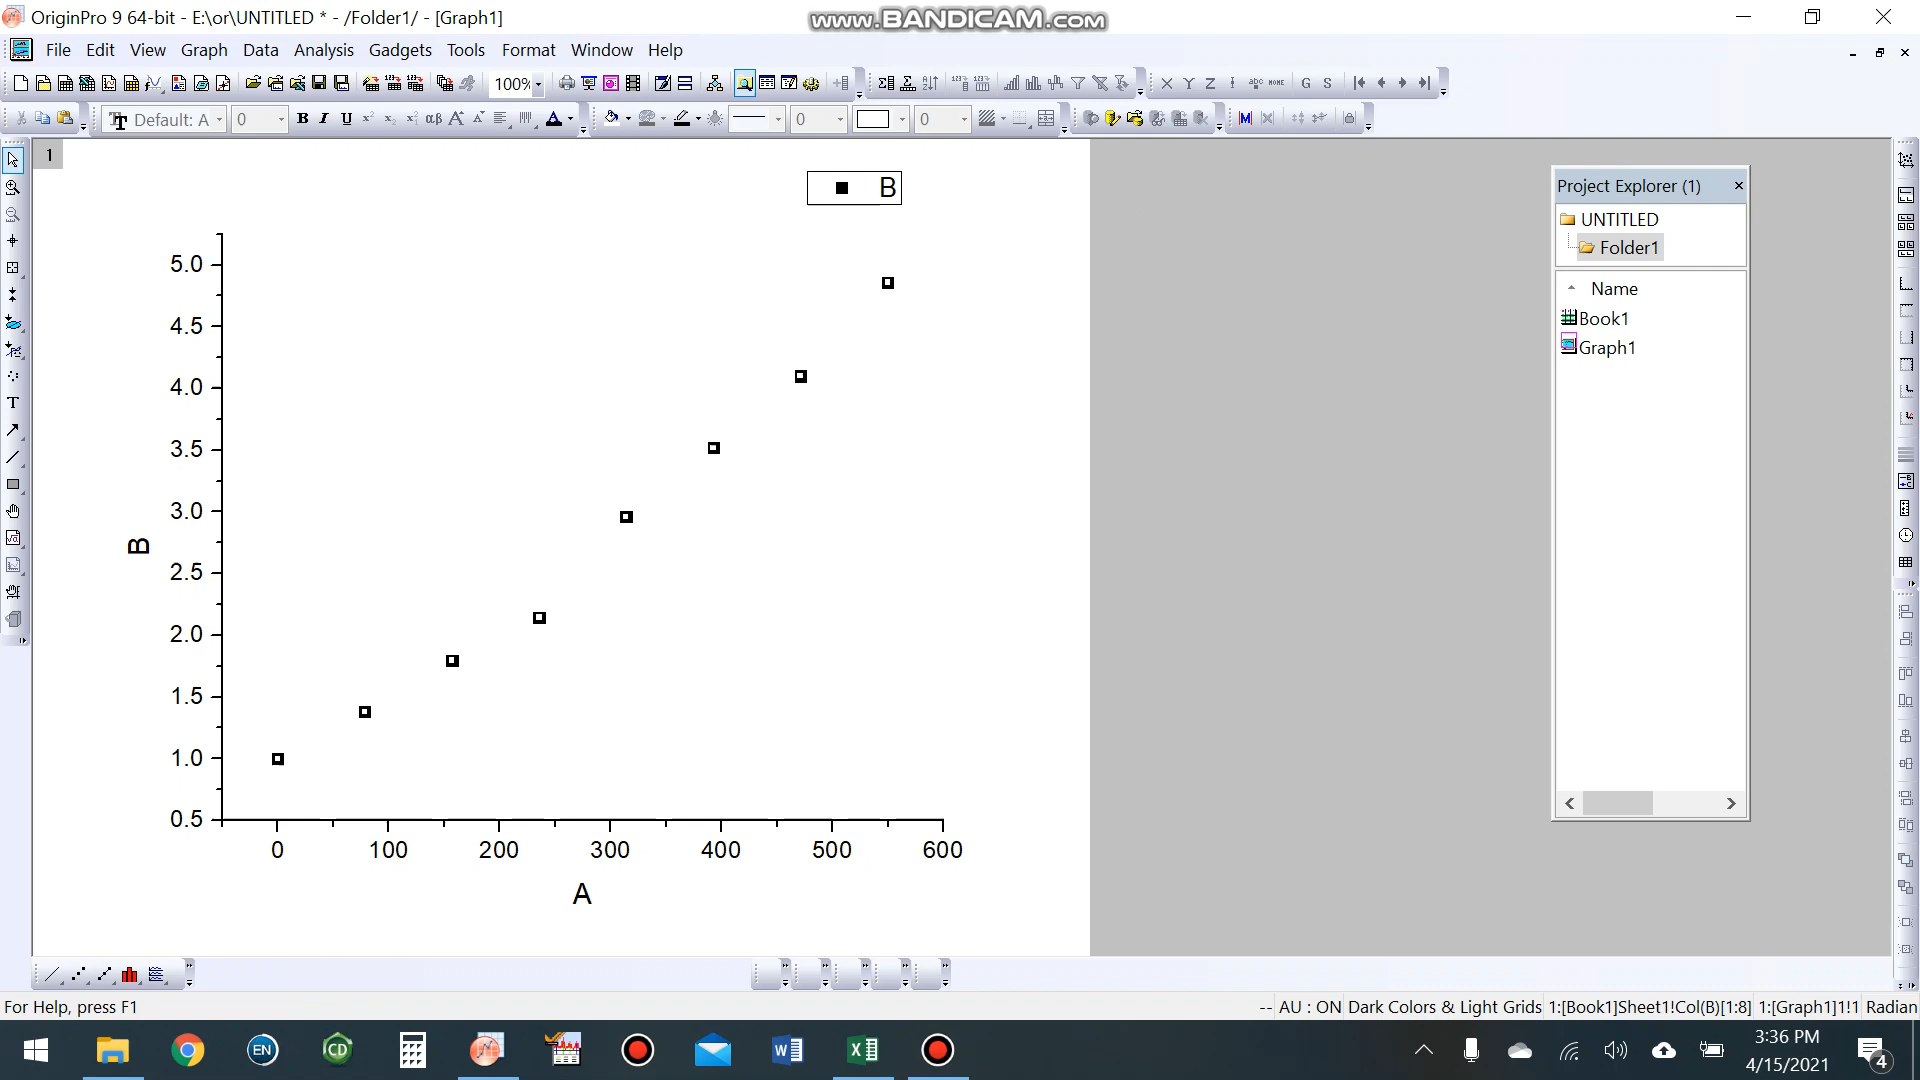 OriginPro 9 64-bit - E:\or\UNTITLED * - /Folder1/ - [Graph1]
www.BANDICAM.com
File Edit View Graph Data Analysis Gadgets Tools Format Window Help
100%
Default: A 0 B I U αβ A 0 0
1
B
5.0
4.5
4.0
3.5
3.0
2.5
2.0
1.5
1.0
0.5
B
0 100 200 300 400 500 600
A
Project Explorer (1)
UNTITLED
Folder1
Name
Book1
Graph1
For Help, press F1
-- AU : ON Dark Colors & Light Grids 1:[Book1]Sheet1!Col(B)[1:8] 1:[Graph1]1!1 Radian
EN
CD
3:36 PM
4/15/2021
4